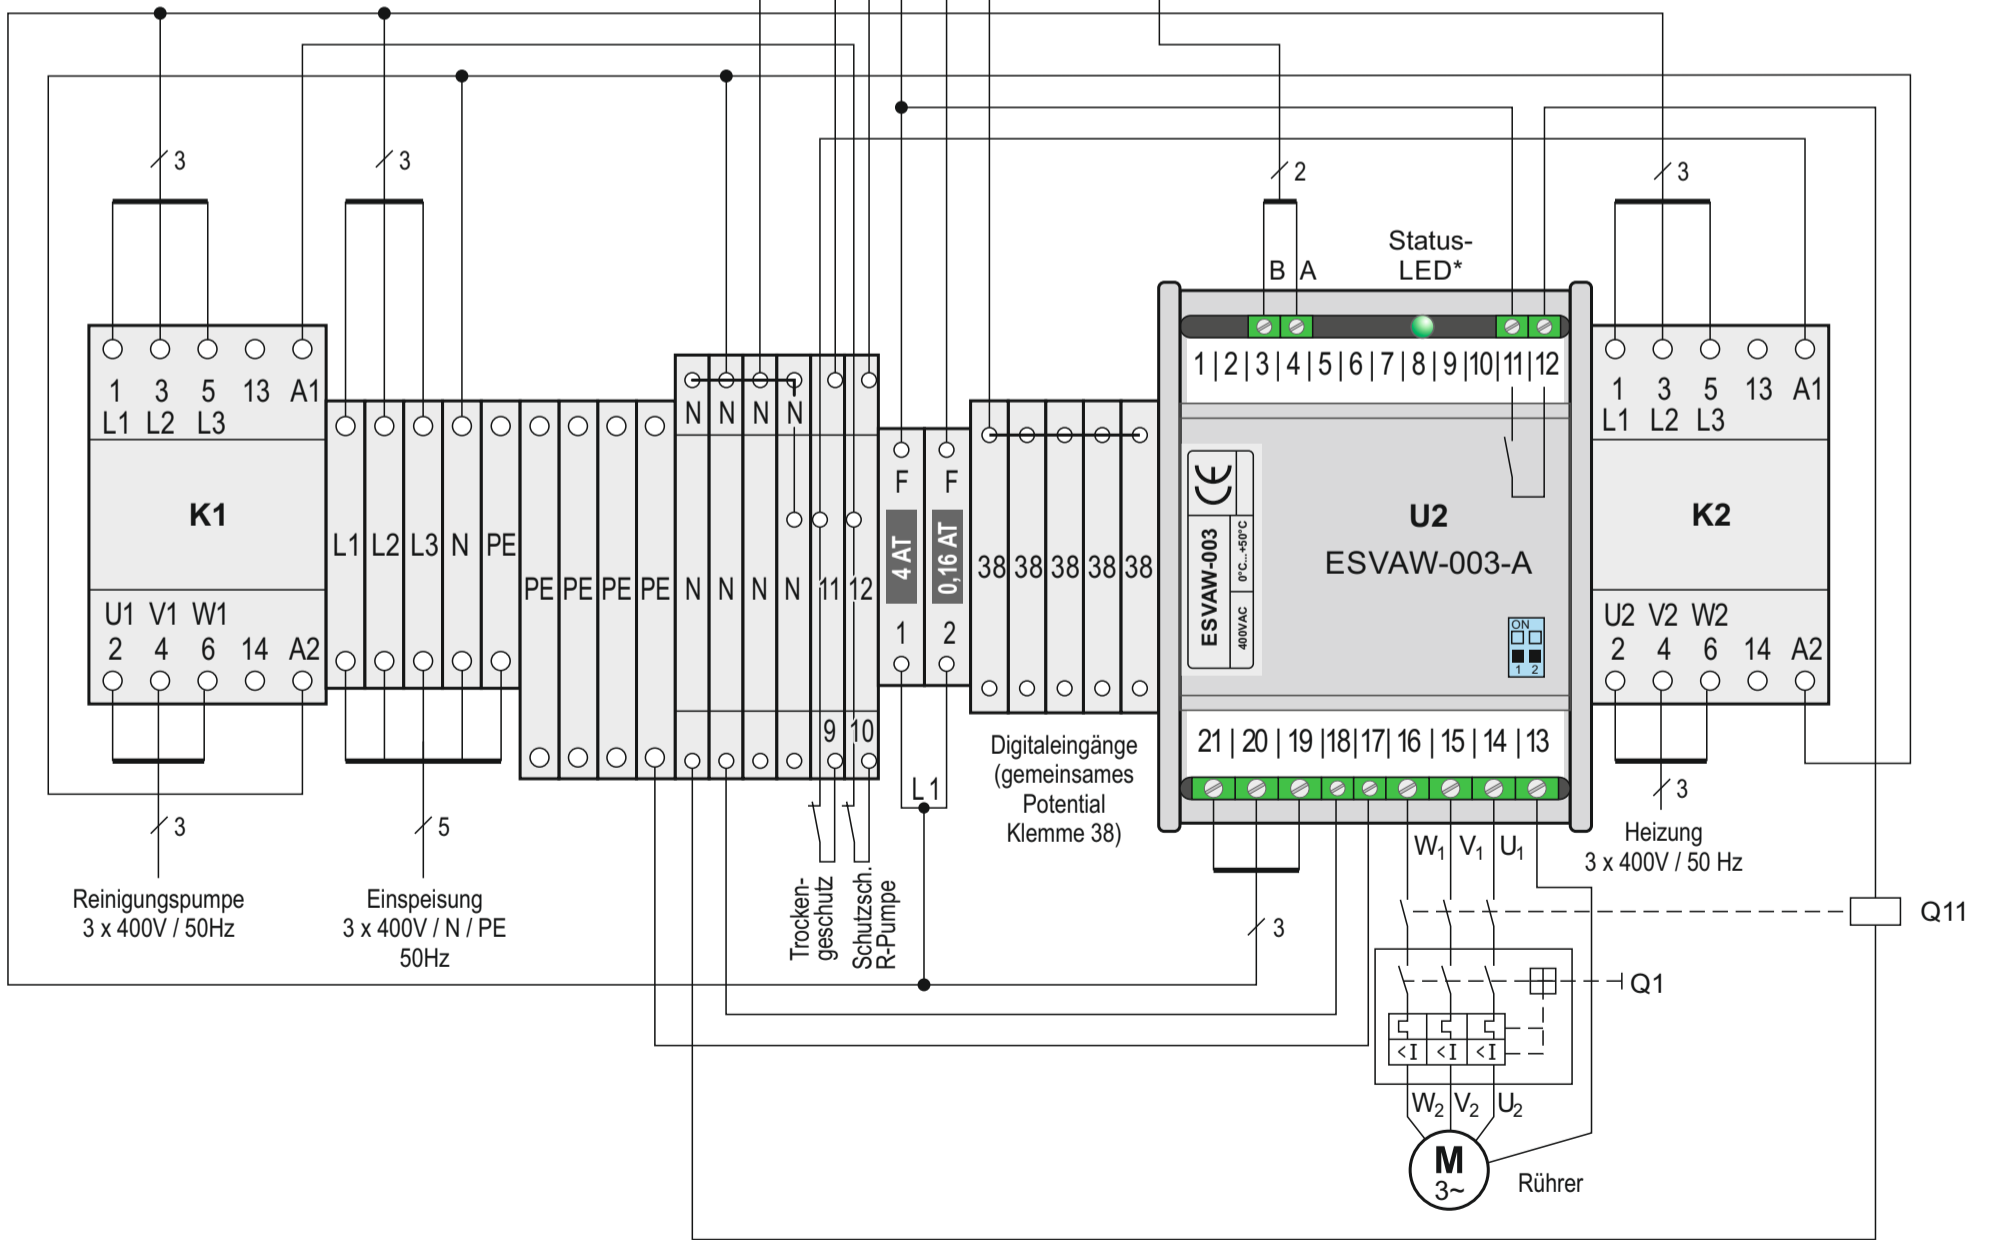 3
3
2
3
Status-
LED*
B A
1|2|3|4|5|6|7|8|9|10|11|12
1 3 5 13 A1
L1 L2 L3
K1
U1 V1 W1
2 4 6 14 A2
L1 L2 L3 N PE
PE PE PE PE
N N N N
N N N N 11 12
9 10
F F
4 AT
0,16 AT
1 2
L1
38 38 38 38 38
Digitaleingänge
(gemeinsames
Potential
Klemme 38)
CE
ESVAW-003
0°C...+50°C
400VAC
U2
ESVAW-003-A
ON
1 2
21|20|19|18|17|16|15|14|13
1 3 5 13 A1
L1 L2 L3
K2
U2 V2 W2
2 4 6 14 A2
3
Reinigungspumpe
3 x 400V / 50Hz
5
Einspeisung
3 x 400V / N / PE
50Hz
Trocken-
geschutz
Schutzsch.
R-Pumpe
3
W1 V1 U1
3
Heizung
3 x 400V / 50 Hz
Q11
Q1
<I <I <I
W2 V2 U2
M
3~
Rührer